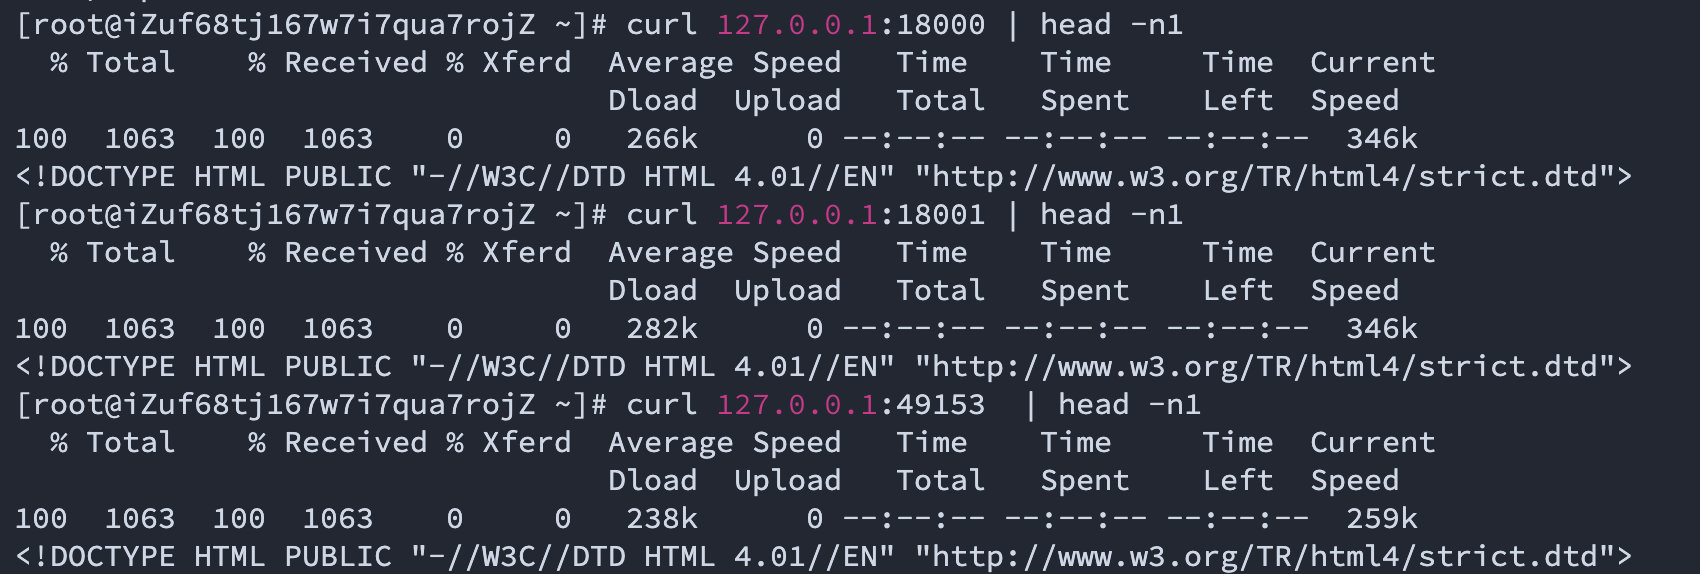 [root@iZuf68tj167w7i7qua7rojZ ~]# curl 127.0.0.1:18000 | head -n1
  % Total    % Received % Xferd  Average Speed   Time    Time     Time  Current
                                 Dload  Upload   Total   Spent    Left  Speed
100  1063  100  1063    0     0   266k      0 --:--:-- --:--:-- --:--:--  346k
<!DOCTYPE HTML PUBLIC "-//W3C//DTD HTML 4.01//EN" "http://www.w3.org/TR/html4/strict.dtd">
[root@iZuf68tj167w7i7qua7rojZ ~]# curl 127.0.0.1:18001 | head -n1
  % Total    % Received % Xferd  Average Speed   Time    Time     Time  Current
                                 Dload  Upload   Total   Spent    Left  Speed
100  1063  100  1063    0     0   282k      0 --:--:-- --:--:-- --:--:--  346k
<!DOCTYPE HTML PUBLIC "-//W3C//DTD HTML 4.01//EN" "http://www.w3.org/TR/html4/strict.dtd">
[root@iZuf68tj167w7i7qua7rojZ ~]# curl 127.0.0.1:49153  | head -n1
  % Total    % Received % Xferd  Average Speed   Time    Time     Time  Current
                                 Dload  Upload   Total   Spent    Left  Speed
100  1063  100  1063    0     0   238k      0 --:--:-- --:--:-- --:--:--  259k
<!DOCTYPE HTML PUBLIC "-//W3C//DTD HTML 4.01//EN" "http://www.w3.org/TR/html4/strict.dtd">